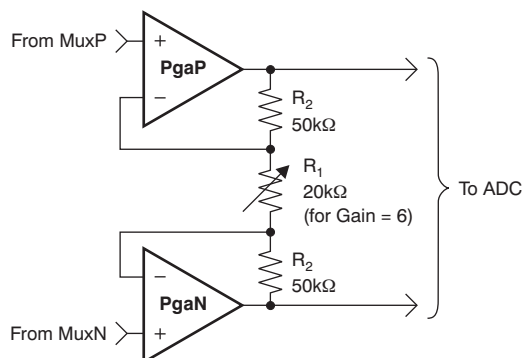 From MuxP
+
PgaP
−
R2
50kΩ
R1
20kΩ
(for Gain = 6)
To ADC
R2
50kΩ
−
PgaN
From MuxN
+